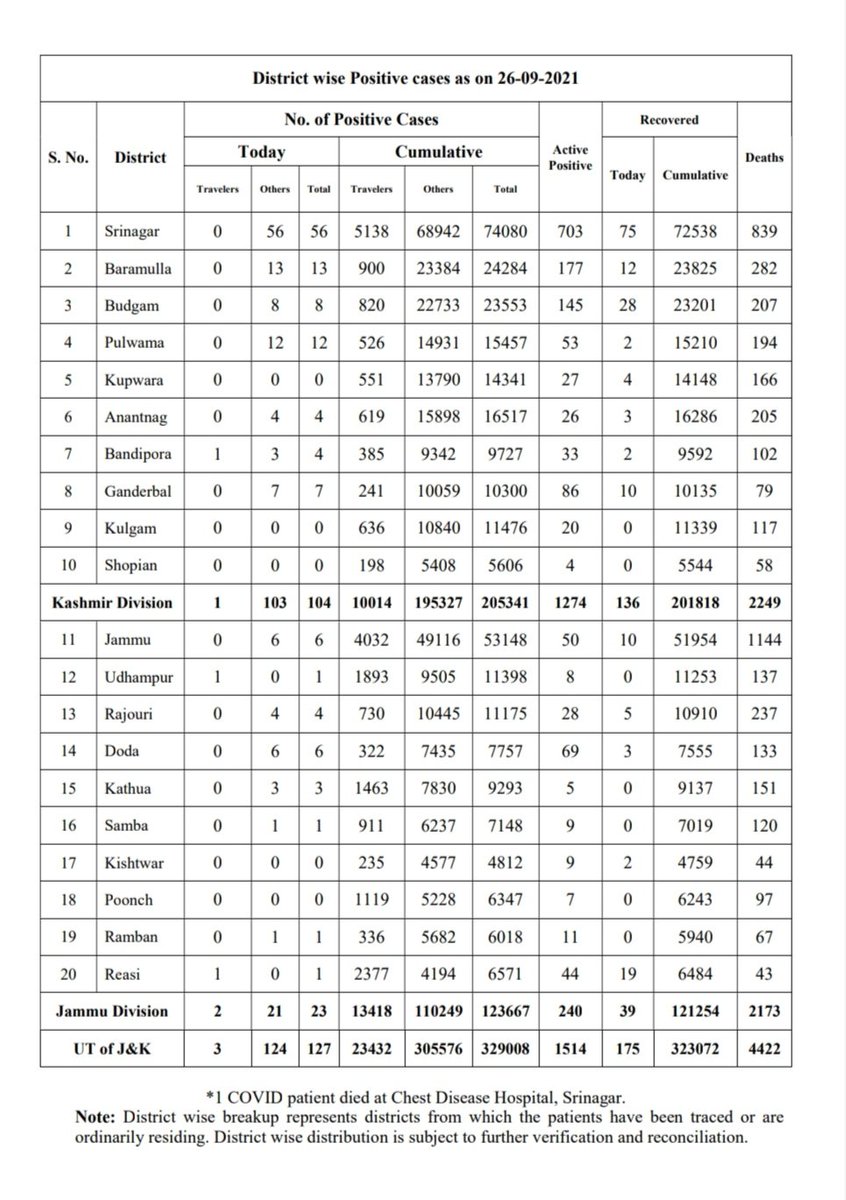 District wise Positive cases as on 26-09-2021
S. No. District No. of Positive Cases Active Positive Recovered Deaths
Today Cumulative Today Cumulative
Travelers Others Total Travelers Others Total
1 Srinagar 0 56 56 5138 68942 74080 703 75 72538 839
2 Baramulla 0 13 13 900 23384 24284 177 12 23825 282
3 Budgam 0 8 8 820 22733 23553 145 28 23201 207
4 Pulwama 0 12 12 526 14931 15457 53 2 15210 194
5 Kupwara 0 0 0 551 13790 14341 27 4 14148 166
6 Anantnag 0 4 4 619 15898 16517 26 3 16286 205
7 Bandipora 1 3 4 385 9342 9727 33 2 9592 102
8 Ganderbal 0 7 7 241 10059 10300 86 10 10135 79
9 Kulgam 0 0 0 636 10840 11476 20 0 11339 117
10 Shopian 0 0 0 198 5408 5606 4 0 5544 58
Kashmir Division 1 103 104 10014 195327 205341 1274 136 201818 2249
11 Jammu 0 6 6 4032 49116 53148 50 10 51954 1144
12 Udhampur 1 0 1 1893 9505 11398 8 0 11253 137
13 Rajouri 0 4 4 730 10445 11175 28 5 10910 237
14 Doda 0 6 6 322 7435 7757 69 3 7555 133
15 Kathua 0 3 3 1463 7830 9293 5 0 9137 151
16 Samba 0 1 1 911 6237 7148 9 0 7019 120
17 Kishtwar 0 0 0 235 4577 4812 9 2 4759 44
18 Poonch 0 0 0 1119 5228 6347 7 0 6243 97
19 Ramban 0 1 1 336 5682 6018 11 0 5940 67
20 Reasi 1 0 1 2377 4194 6571 44 19 6484 43
Jammu Division 2 21 23 13418 110249 123667 240 39 121254 2173
UT of J&K 3 124 127 23432 305576 329008 1514 175 323072 4422
*1 COVID patient died at Chest Disease Hospital, Srinagar.
Note: District wise breakup represents districts from which the patients have been traced or are
ordinarily residing. District wise distribution is subject to further verification and reconciliation.